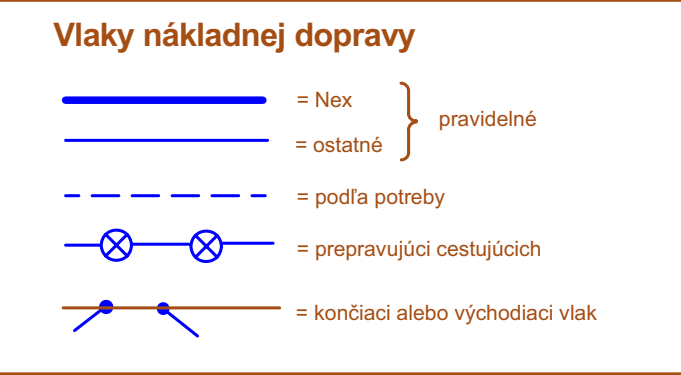 Vlaky nákladnej dopravy
= Nex
pravidelné
= ostatné
= podľa potreby
= prepravujúci cestujúcich
= končiaci alebo východiaci vlak